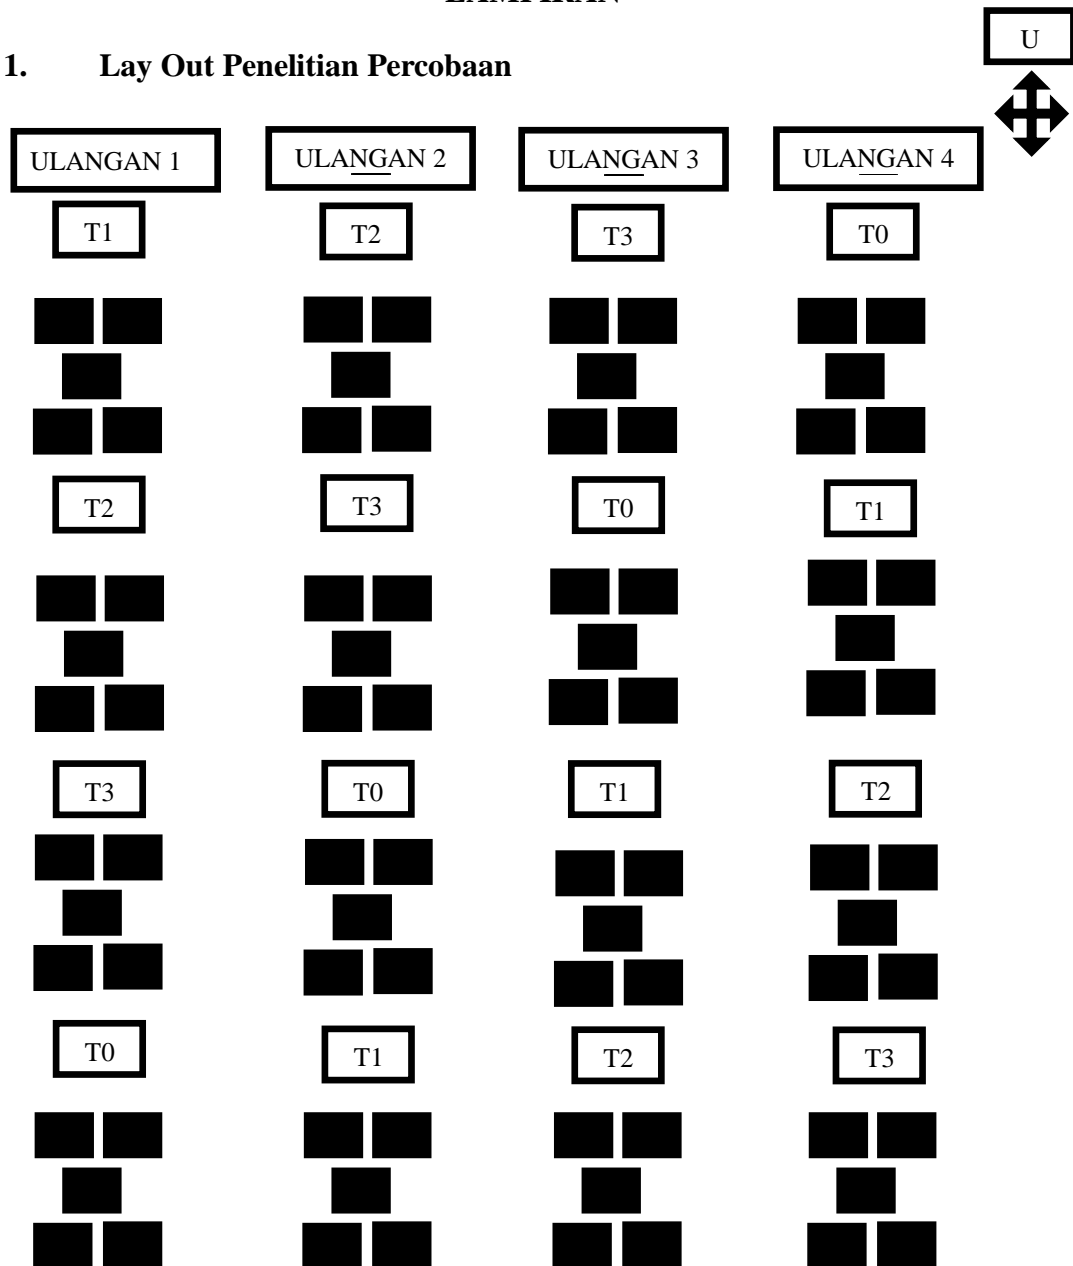 U
1. Lay Out Penelitian Percobaan
ULANGAN 1 ULANGAN 2 ULANGAN 3 ULANGAN 4
T1 T2 T3 T0
T2 T3 T0 T1
T3 T0 T1 T2
T0 T1 T2 T3